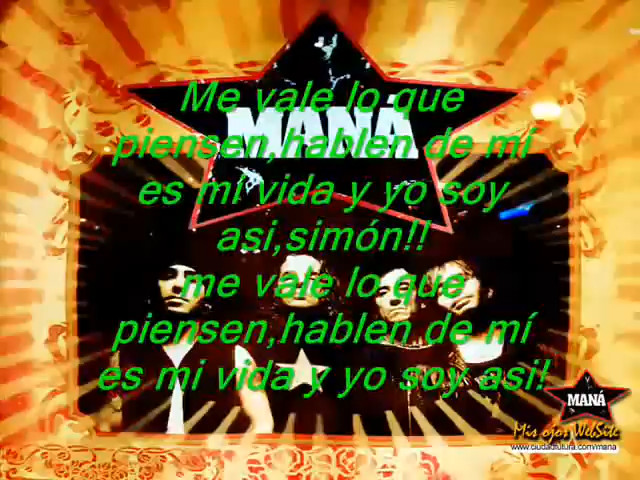 MANÁ
Me vale lo que
piensen,hablen de mí
es mi vida y yo soy
asi,simón!!
me vale lo que
piensen,hablen de mí
es mi vida y yo soy asi!
MANÁ
Mis ojos WebSite
www.ciudadfutura.com/mana